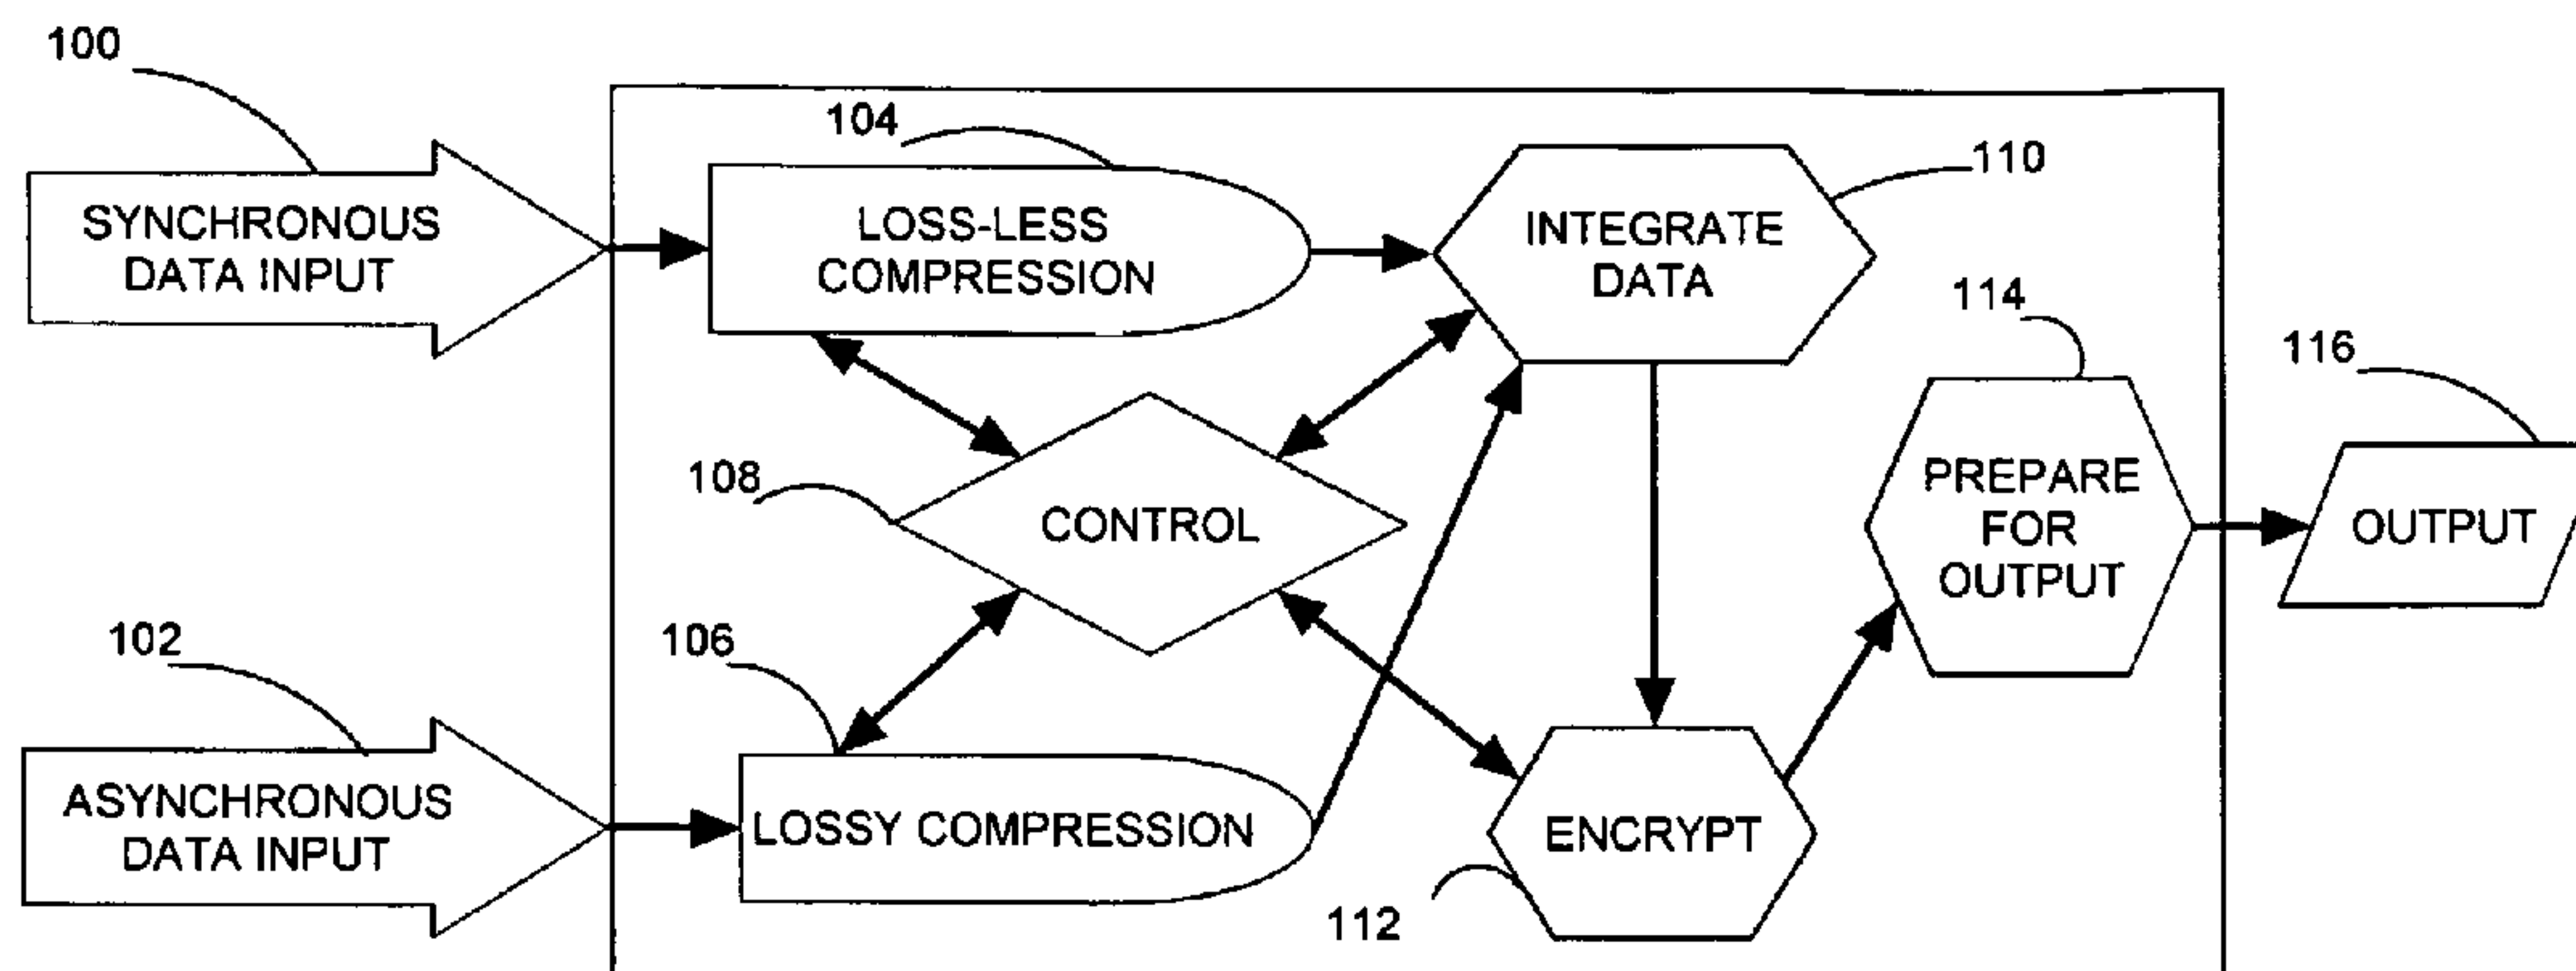 100
104
110
SYNCHRONOUS
DATA INPUT
LOSS-LESS
COMPRESSION
INTEGRATE
DATA
114
116
108
CONTROL
PREPARE
FOR
OUTPUT
OUTPUT
102
106
ASYNCHRONOUS
DATA INPUT
LOSSY COMPRESSION
ENCRYPT
112